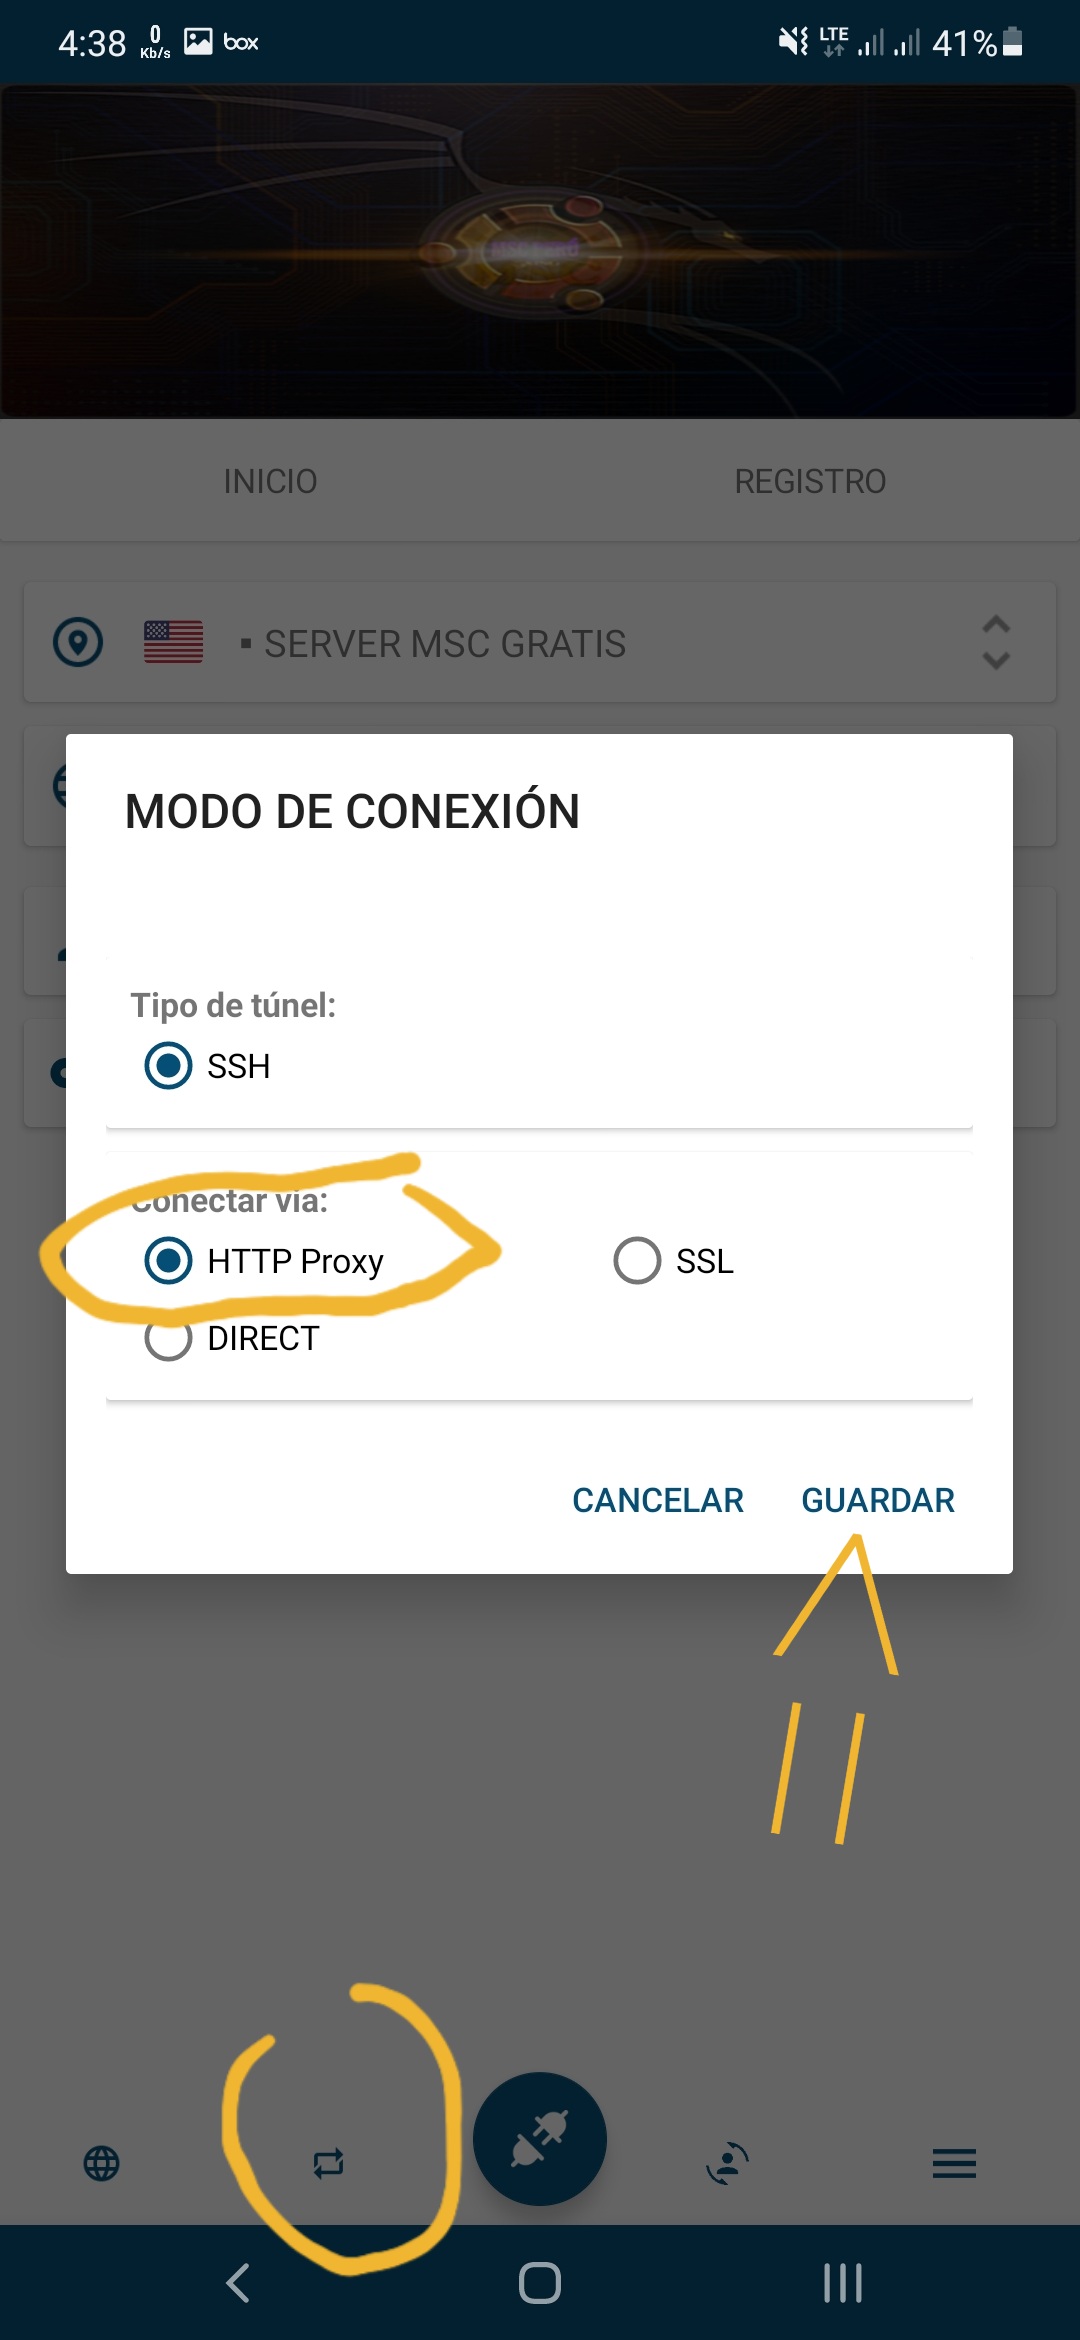 4:38 0 Kb/s box LTE 41%
INICIO REGISTRO
▪ SERVER MSC GRATIS
MODO DE CONEXIÓN
Tipo de túnel:
SSH
Conectar vía:
HTTP Proxy SSL
DIRECT
CANCELAR GUARDAR